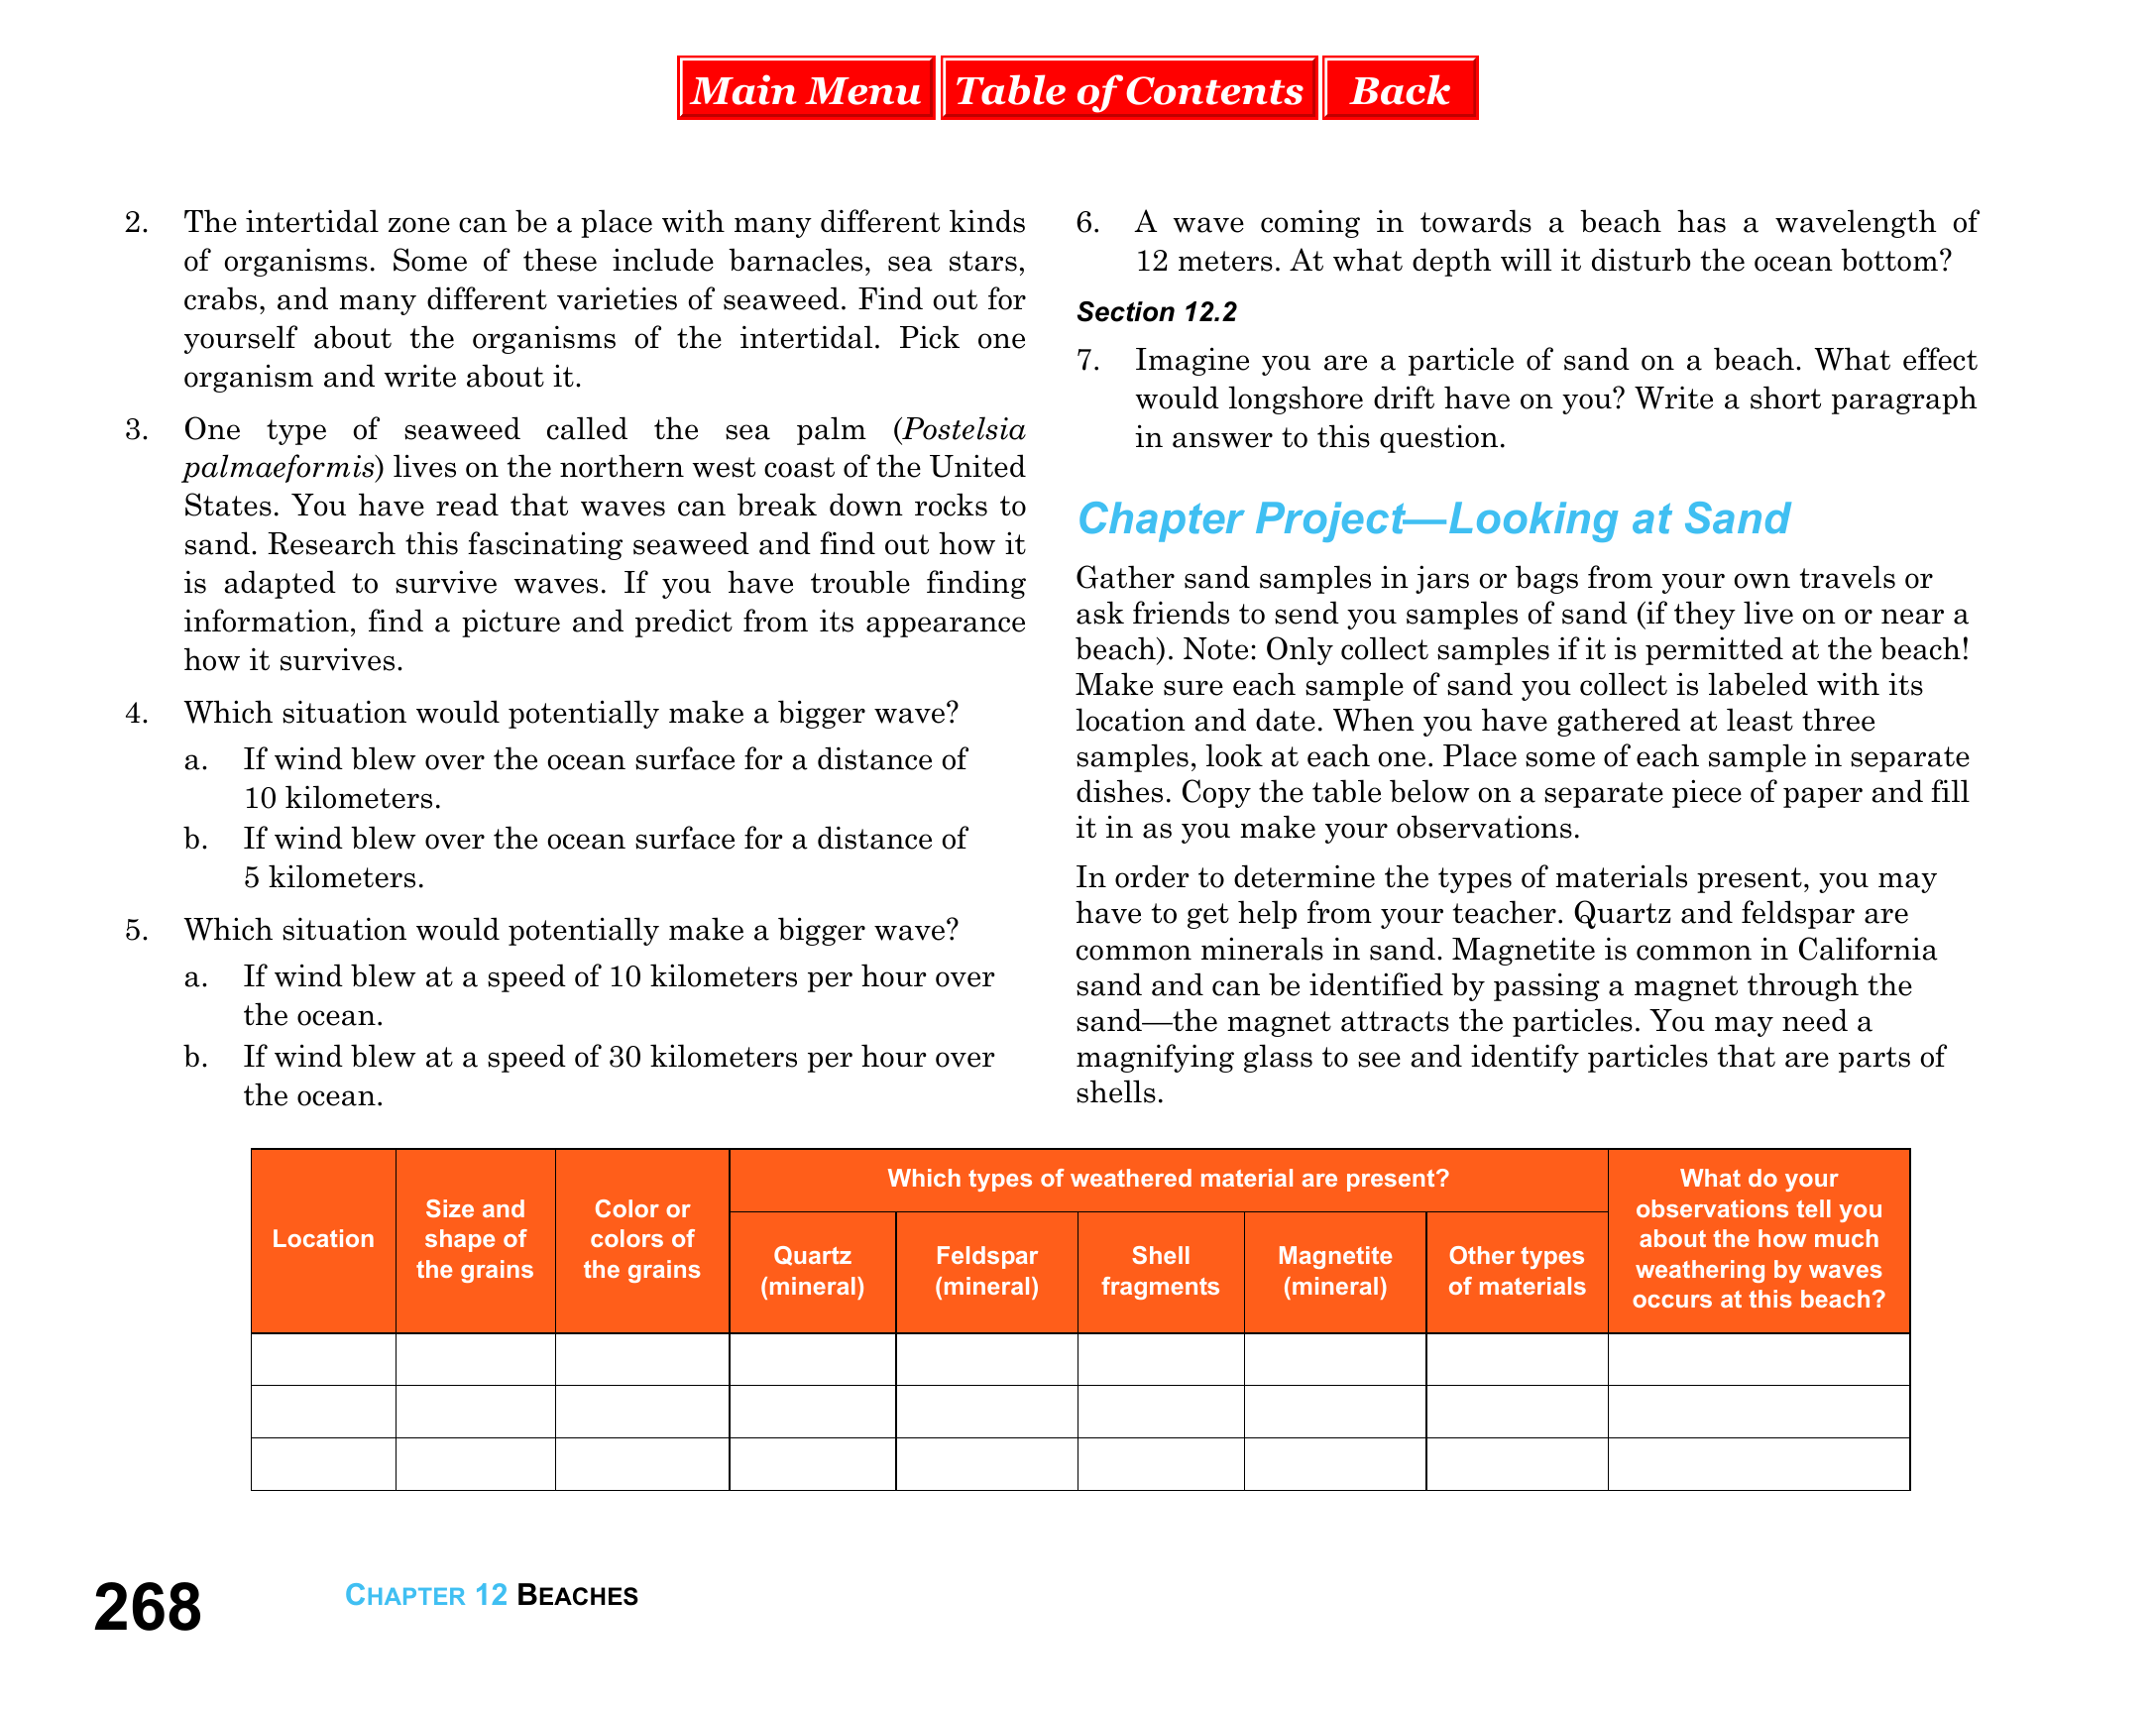 Main Menu Table of Contents Back
2. The intertidal zone can be a place with many different kinds
of organisms. Some of these include barnacles, sea stars,
crabs, and many different varieties of seaweed. Find out for
yourself about the organisms of the intertidal. Pick one
organism and write about it.
3. One type of seaweed called the sea palm (Postelsia
palmaeformis) lives on the northern west coast of the United
States. You have read that waves can break down rocks to
sand. Research this fascinating seaweed and find out how it
is adapted to survive waves. If you have trouble finding
information, find a picture and predict from its appearance
how it survives.
4. Which situation would potentially make a bigger wave?
a. If wind blew over the ocean surface for a distance of
10 kilometers.
b. If wind blew over the ocean surface for a distance of
5 kilometers.
5. Which situation would potentially make a bigger wave?
a. If wind blew at a speed of 10 kilometers per hour over
the ocean.
b. If wind blew at a speed of 30 kilometers per hour over
the ocean.
6. A wave coming in towards a beach has a wavelength of
12 meters. At what depth will it disturb the ocean bottom?
Section 12.2
7. Imagine you are a particle of sand on a beach. What effect
would longshore drift have on you? Write a short paragraph
in answer to this question.
Chapter Project—Looking at Sand
Gather sand samples in jars or bags from your own travels or
ask friends to send you samples of sand (if they live on or near a
beach). Note: Only collect samples if it is permitted at the beach!
Make sure each sample of sand you collect is labeled with its
location and date. When you have gathered at least three
samples, look at each one. Place some of each sample in separate
dishes. Copy the table below on a separate piece of paper and fill
it in as you make your observations.
In order to determine the types of materials present, you may
have to get help from your teacher. Quartz and feldspar are
common minerals in sand. Magnetite is common in California
sand and can be identified by passing a magnet through the
sand—the magnet attracts the particles. You may need a
magnifying glass to see and identify particles that are parts of
shells.
Location
Size and
shape of
the grains
Color or
colors of
the grains
Which types of weathered material are present?
Quartz
(mineral)
Feldspar
(mineral)
Shell
fragments
Magnetite
(mineral)
Other types
of materials
What do your
observations tell you
about the how much
weathering by waves
occurs at this beach?
268 CHAPTER 12 BEACHES